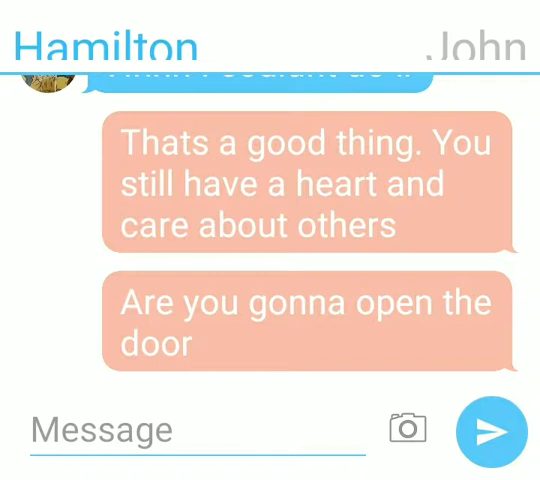 Hamilton
John
Thats a good thing. You
still have a heart and
care about others
Are you gonna open the
door
Message